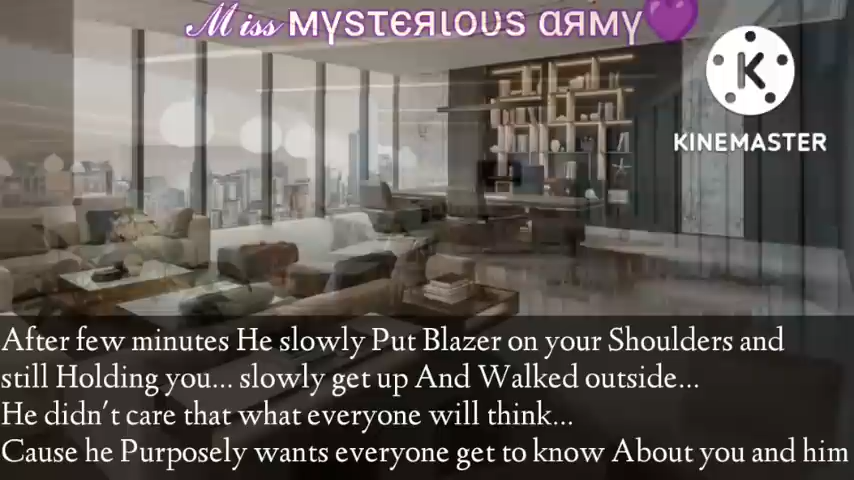 Miss MYSTERIOUS ARMY
KINEMASTER
After few minutes He slowly Put Blazer on your Shoulders and
still Holding you... slowly get up And Walked outside...
He didn't care that what everyone will think...
Cause he Purposely wants everyone get to know About you and him